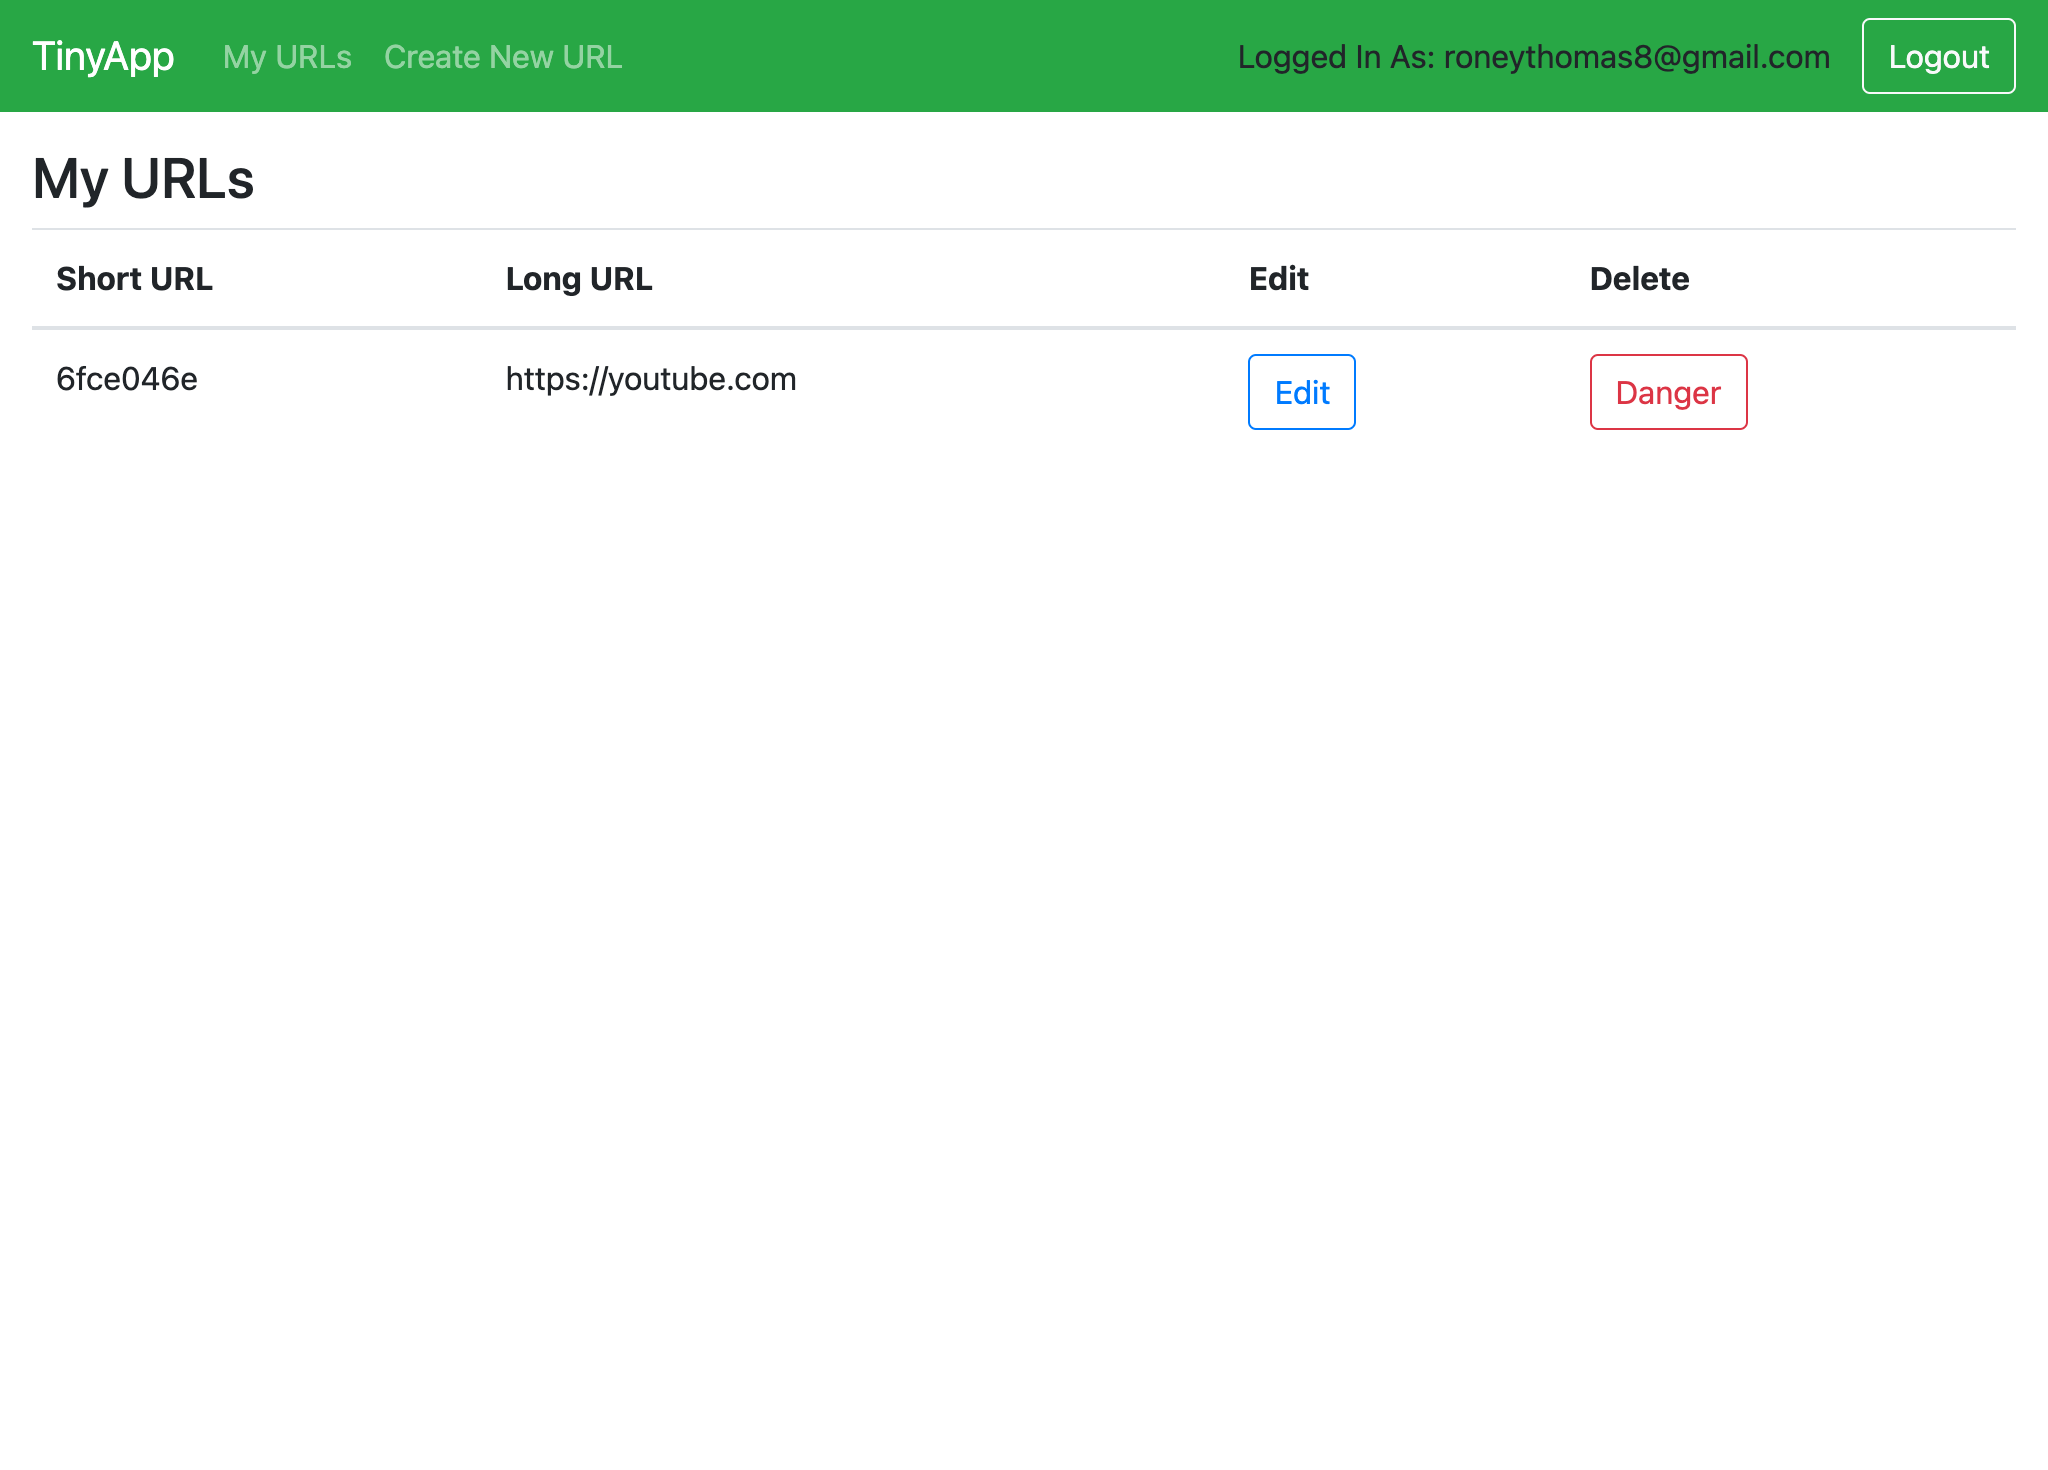 TinyApp My URLs Create New URL Logged In As: roneythomas8@gmail.com Logout
My URLs
Short URL Long URL Edit Delete
6fce046e https://youtube.com Edit Danger